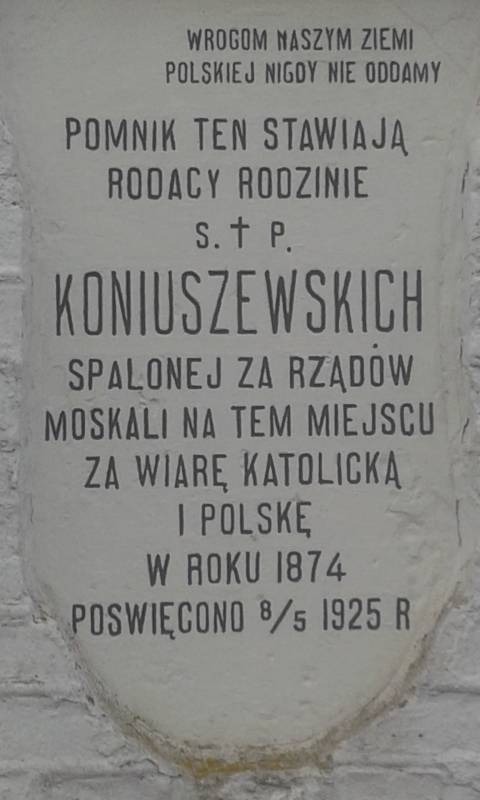 WROGOM NASZYM ZIEMI
POLSKIEJ NIGDY NIE ODDAMY
POMNIK TEN STAWIAJĄ
RODACY RODZINIE
S. † P.
KONIUSZEWSKICH
SPALONEJ ZA RZĄDÓW
MOSKALI NA TEM MIEJSCU
ZA WIARĘ KATOLICKĄ
I POLSKĘ
W ROKU 1874
POSWIĘCONO 8/5 1925 R